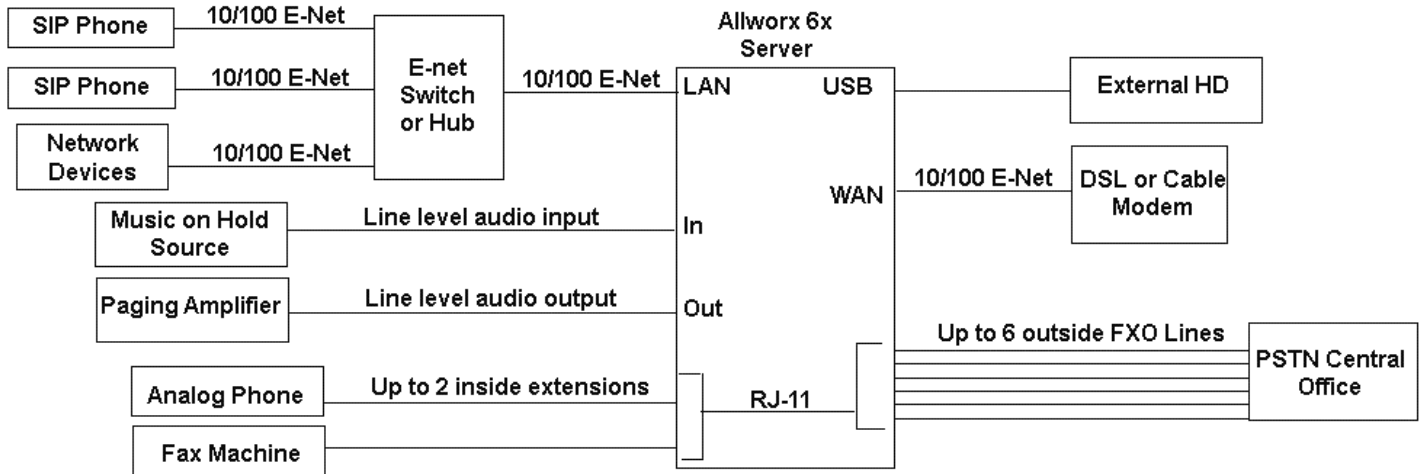 SIP Phone
10/100 E-Net
SIP Phone
10/100 E-Net
Network
Devices
10/100 E-Net
E-net
Switch
or Hub
10/100 E-Net
Allworx 6x
Server
LAN
USB
WAN
In
Out
RJ-11
External HD
10/100 E-Net
DSL or Cable
Modem
Music on Hold
Source
Line level audio input
Paging Amplifier
Line level audio output
Analog Phone
Up to 2 inside extensions
Fax Machine
Up to 6 outside FXO Lines
PSTN Central
Office